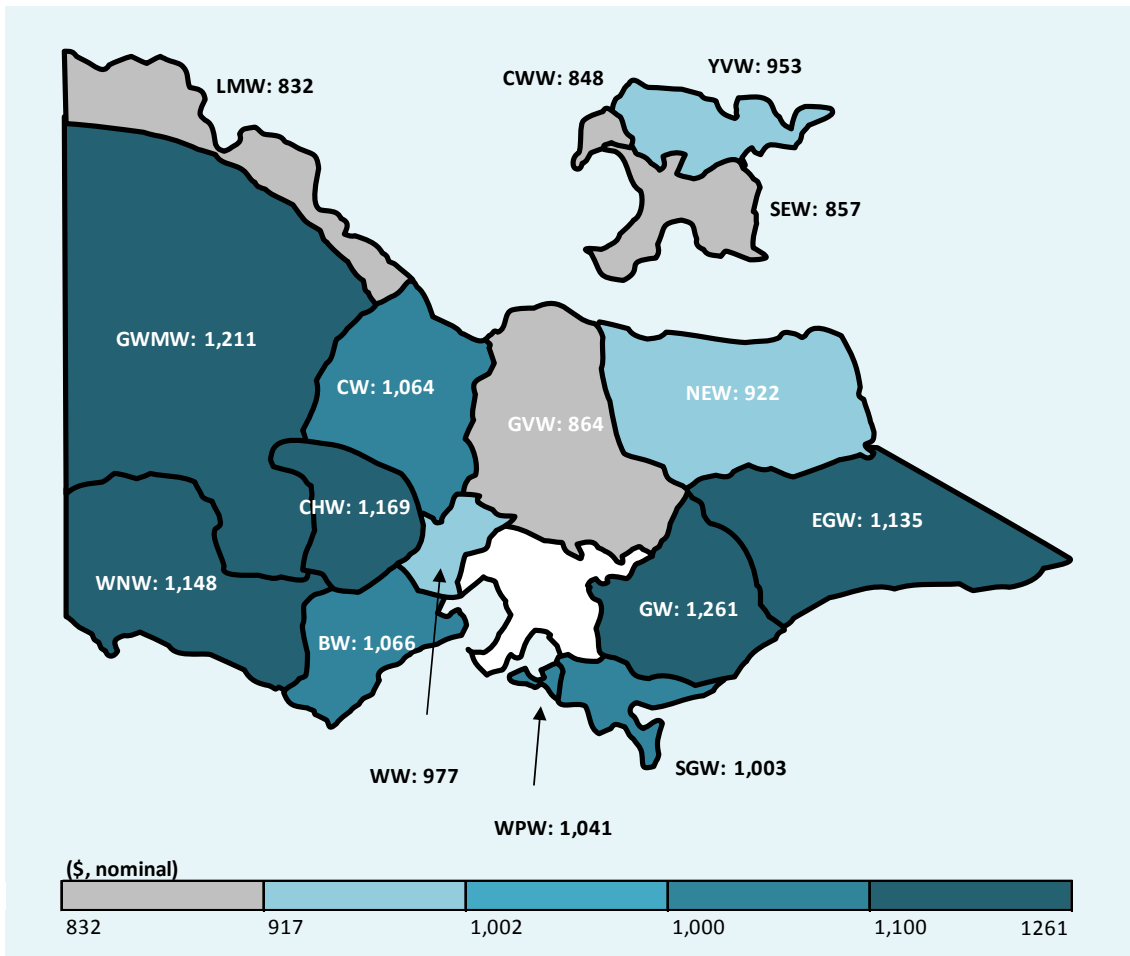 YVW: 953
CWW: 848
LMW: 832
SEW: 857
GWMW: 1,211
CW: 1,064
NEW: 922
GVW: 864
CHW: 1,169
EGW: 1,135
WNW: 1,148
GW: 1,261
BW: 1,066
SGW: 1,003
WW: 977
WPW: 1,041
($, nominal)
832 917 1,002 1,000 1,100 1261